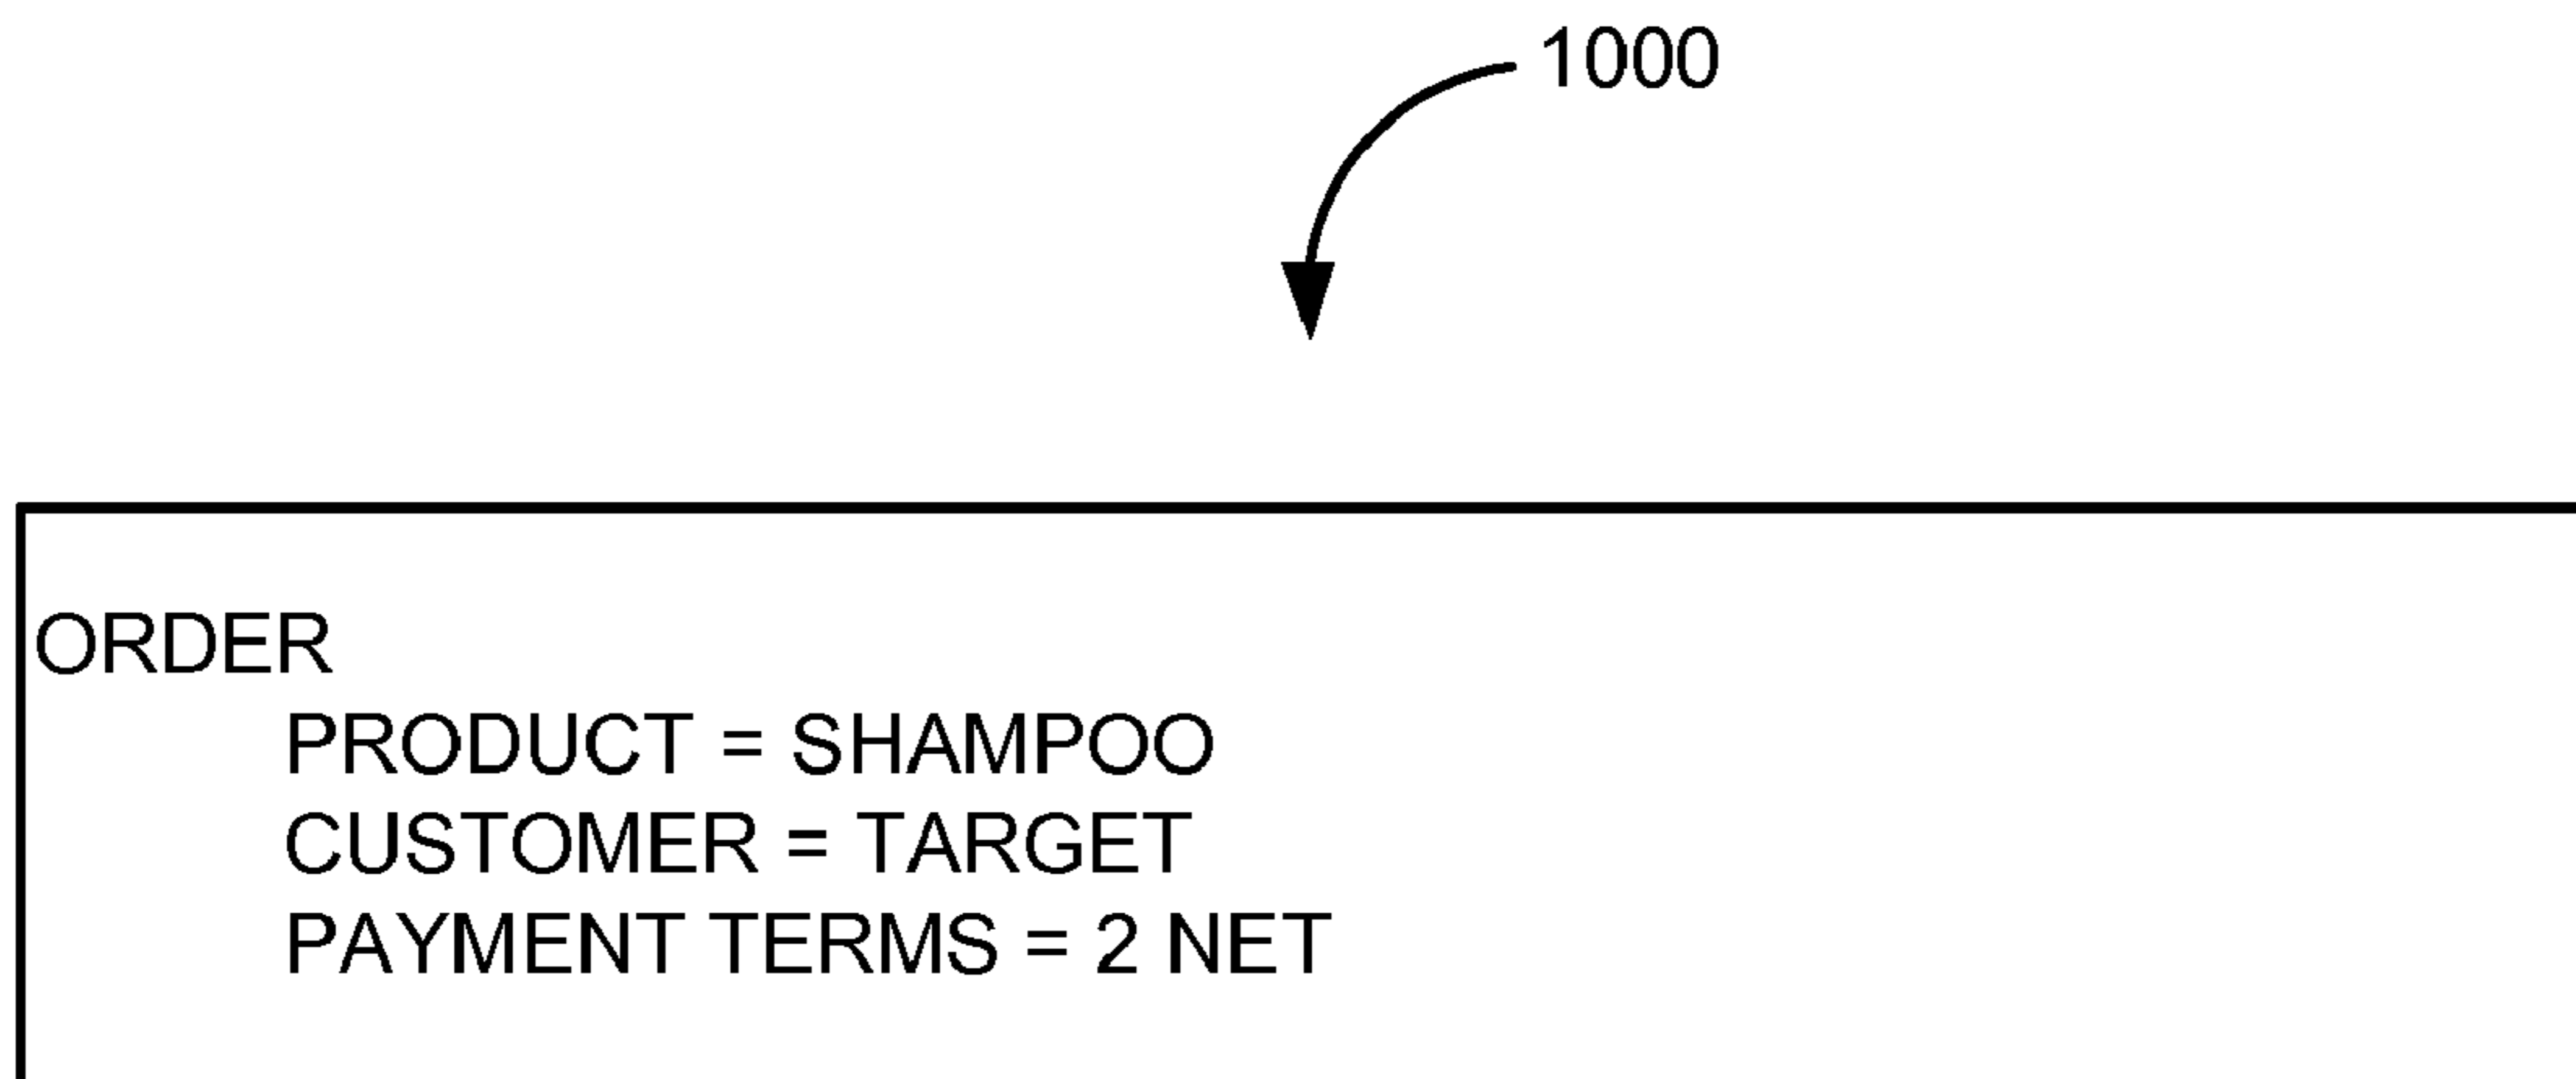 1000
ORDER
PRODUCT = SHAMPOO
CUSTOMER = TARGET
PAYMENT TERMS = 2 NET